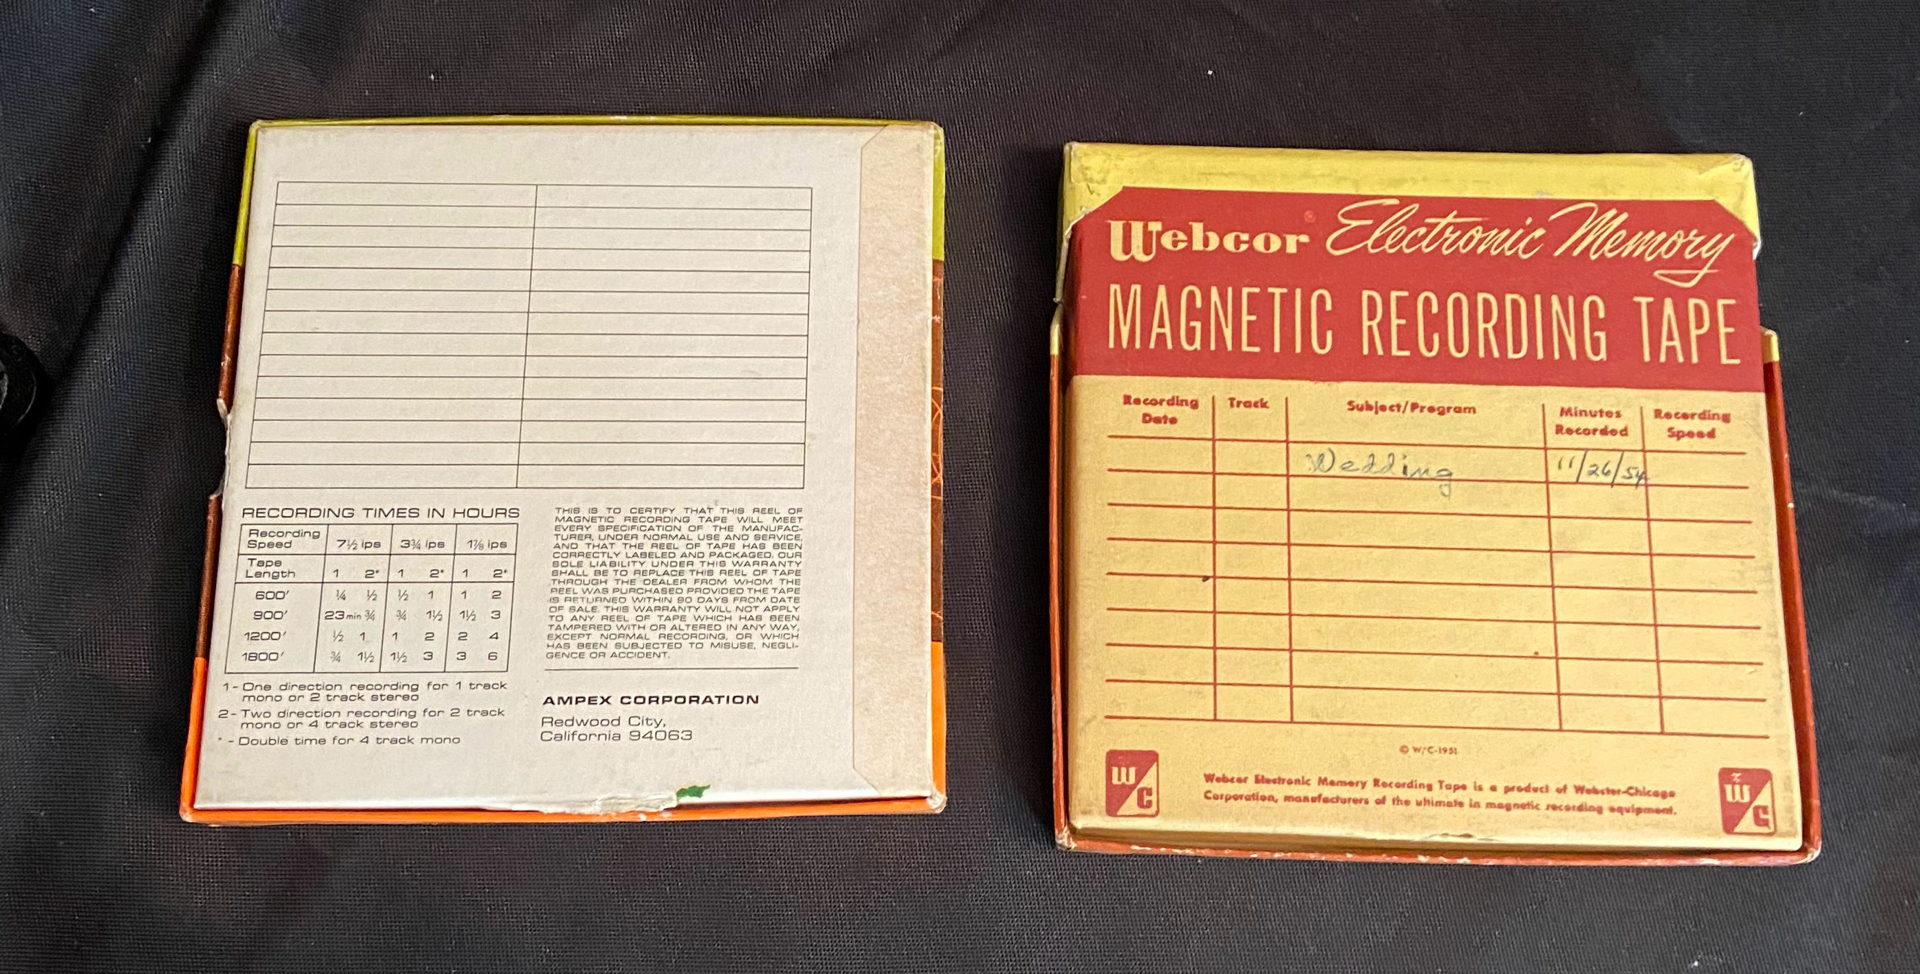 RECORDING TIMES IN HOURS
Recording Speed 7½ ips 3¾ ips 1⅞ ips
Tape Length 1 2* 1 2* 1 2*
600' ¼ ½ ½ 1 1 2
900' 23min ¾ ¾ 1½ 1½ 3
1200' ½ 1 1 2 2 4
1800' ¾ 1½ 1½ 3 3 6
1 - One direction recording for 1 track
mono or 2 track stereo
2 - Two direction recording for 2 track
mono or 4 track stereo
* - Double time for 4 track mono
THIS IS TO CERTIFY THAT THIS REEL OF
MAGNETIC RECORDING TAPE WILL MEET
EVERY SPECIFICATION OF THE MANUFAC-
TURER, UNDER NORMAL USE AND SERVICE,
AND THAT THE REEL OF TAPE HAS BEEN
CORRECTLY LABELED AND PACKAGED. OUR
SOLE LIABILITY UNDER THIS WARRANTY
SHALL BE TO REPLACE THIS REEL OF TAPE
THROUGH THE DEALER FROM WHOM THE
REEL WAS PURCHASED PROVIDED THE TAPE
IS RETURNED WITHIN 90 DAYS FROM DATE
OF SALE. THIS WARRANTY WILL NOT APPLY
TO ANY REEL OF TAPE WHICH HAS BEEN
TAMPERED WITH OR ALTERED IN ANY WAY,
EXCEPT NORMAL RECORDING, OR WHICH
HAS BEEN SUBJECTED TO MISUSE, NEGLI-
GENCE OR ACCIDENT.
AMPEX CORPORATION
Redwood City,
California 94063
Webcor ® Electronic Memory
MAGNETIC RECORDING TAPE
Recording Date Track Subject/Program Minutes Recorded Recording Speed
Wedding 11/26/54
© W/C-1951
WC
Webcor Electronic Memory Recording Tape is a product of Webster-Chicago
Corporation, manufacturers of the ultimate in magnetic recording equipment.
WC